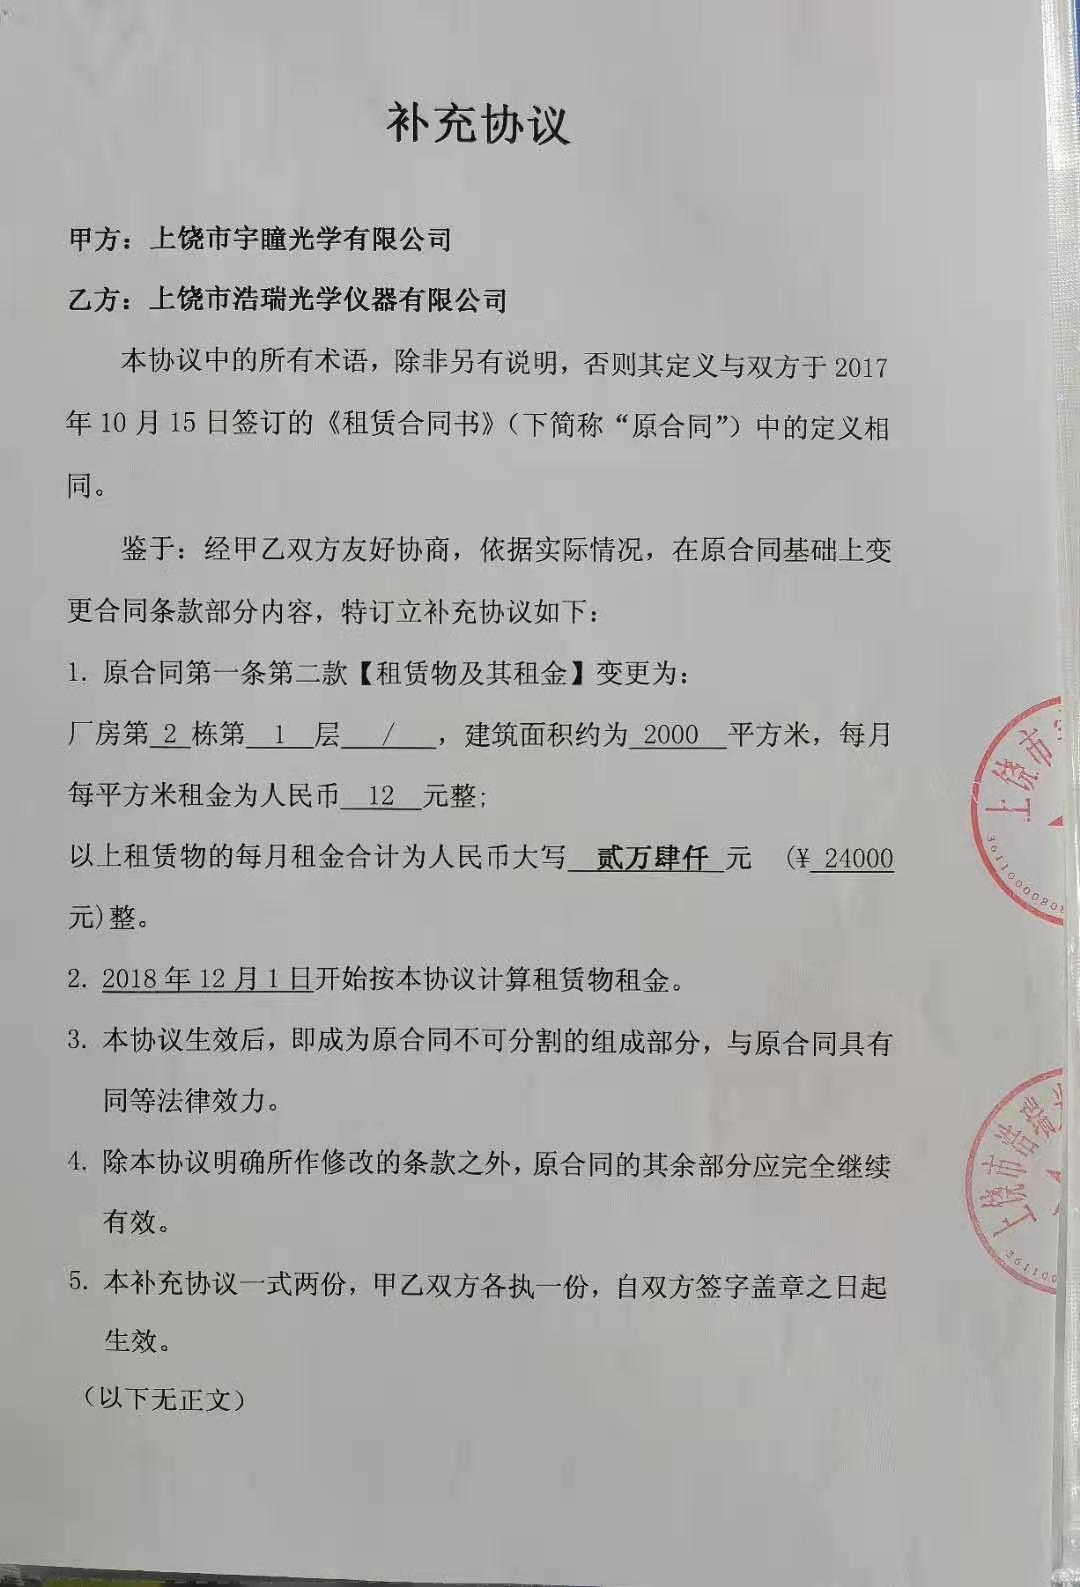 补充协议
甲方：上饶市宇瞳光学有限公司
乙方：上饶市浩瑞光学仪器有限公司
本协议中的所有术语，除非另有说明，否则其定义与双方于 2017
年 10 月 15 日签订的《租赁合同书》（下简称“原合同”）中的定义相
同。
鉴于：经甲乙双方友好协商，依据实际情况，在原合同基础上变
更合同条款部分内容，特订立补充协议如下：
1. 原合同第一条第二款【租赁物及其租金】变更为：
厂房第 2 栋第 1 层 / ，建筑面积约为 2000 平方米，每月
每平方米租金为人民币 12 元整;
以上租赁物的每月租金合计为人民币大写 贰万肆仟 元 (¥ 24000
元)整。
2. 2018 年 12 月 1 日开始按本协议计算租赁物租金。
3. 本协议生效后，即成为原合同不可分割的组成部分，与原合同具有
同等法律效力。
4. 除本协议明确所作修改的条款之外，原合同的其余部分应完全继续
有效。
5. 本补充协议一式两份，甲乙双方各执一份，自双方签字盖章之日起
生效。
（以下无正文）
上饶市
上饶市浩瑞